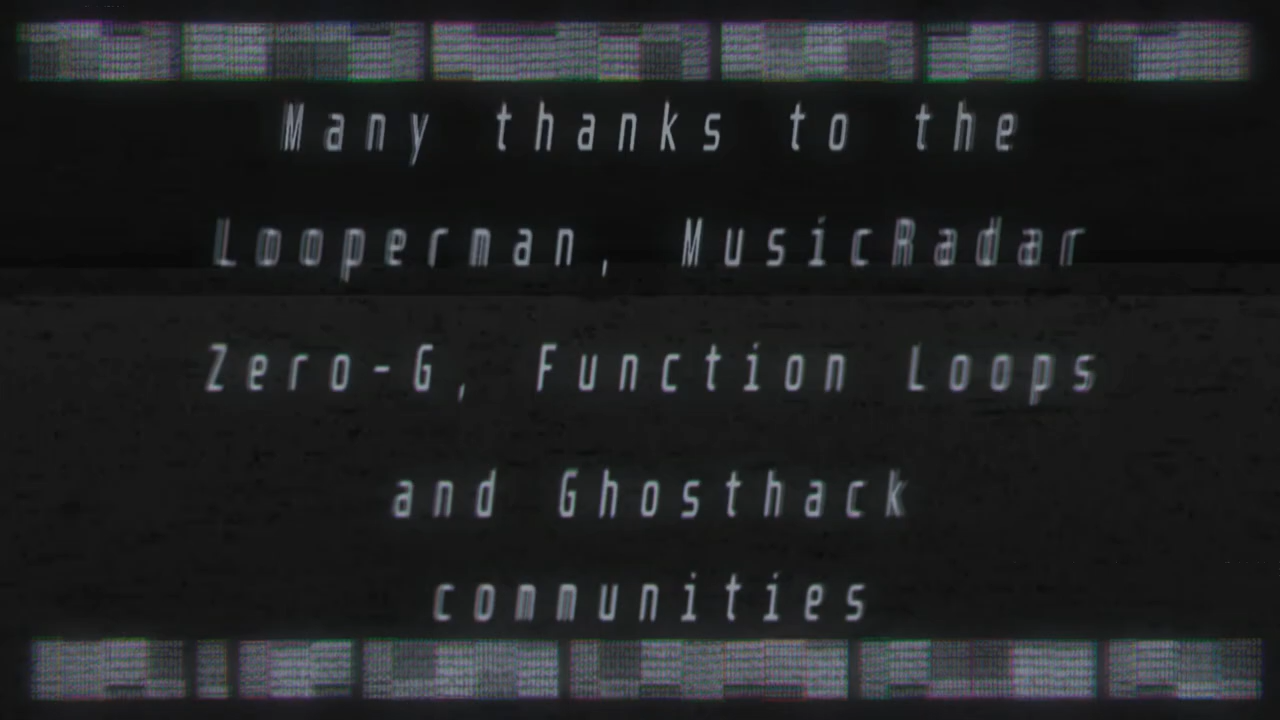 Many thanks to the
Looperman, MusicRadar
Zero-G, Function Loops
and Ghosthack
communities